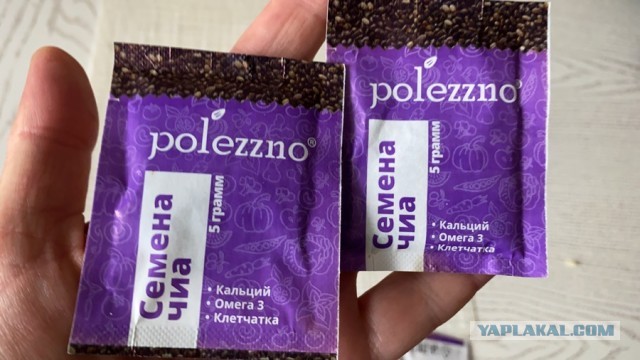 polezzno®
Семена
чиа
5 грамм
• Кальций
• Омега 3
• Клетчатка
polezzno
Семена
чиа
5 грамм
• Кальций
• Омега 3
• Клетчатка
YAPLAKAL.COM